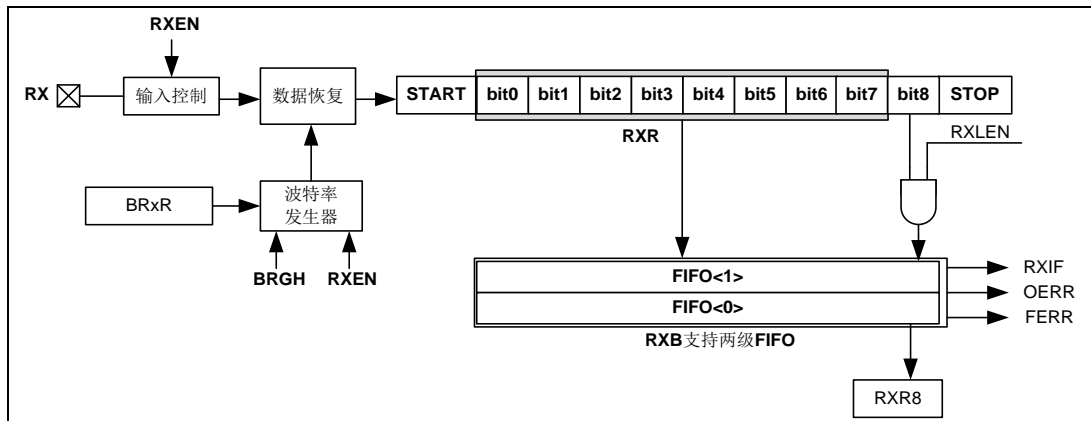 RXEN
RX
输入控制
数据恢复
START bit0 bit1 bit2 bit3 bit4 bit5 bit6 bit7 bit8 STOP
RXR
RXLEN
BRxR
波特率
发生器
BRGH
RXEN
FIFO<1>
FIFO<0>
RXIF
OERR
FERR
RXB支持两级FIFO
RXR8